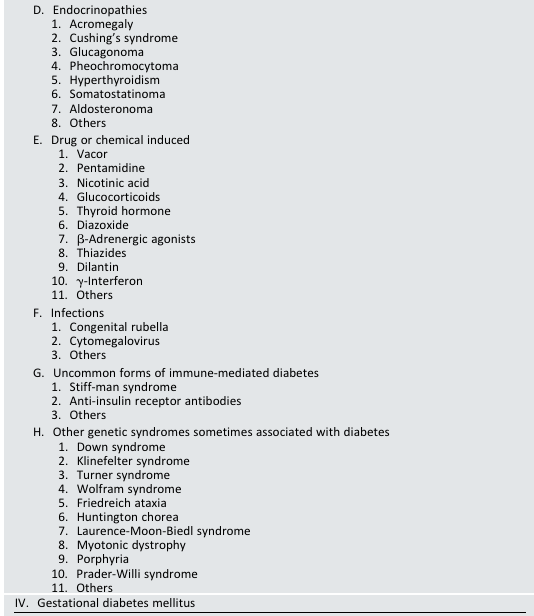 D. Endocrinopathies
1. Acromegaly
2. Cushing's syndrome
3. Glucagonoma
4. Pheochromocytoma
5. Hyperthyroidism
6. Somatostatinoma
7. Aldosteronoma
8. Others
E. Drug or chemical induced
1. Vacor
2. Pentamidine
3. Nicotinic acid
4. Glucocorticoids
5. Thyroid hormone
6. Diazoxide
7. β-Adrenergic agonists
8. Thiazides
9. Dilantin
10. γ-Interferon
11. Others
F. Infections
1. Congenital rubella
2. Cytomegalovirus
3. Others
G. Uncommon forms of immune-mediated diabetes
1. Stiff-man syndrome
2. Anti-insulin receptor antibodies
3. Others
H. Other genetic syndromes sometimes associated with diabetes
1. Down syndrome
2. Klinefelter syndrome
3. Turner syndrome
4. Wolfram syndrome
5. Friedreich ataxia
6. Huntington chorea
7. Laurence-Moon-Biedl syndrome
8. Myotonic dystrophy
9. Porphyria
10. Prader-Willi syndrome
11. Others
IV. Gestational diabetes mellitus